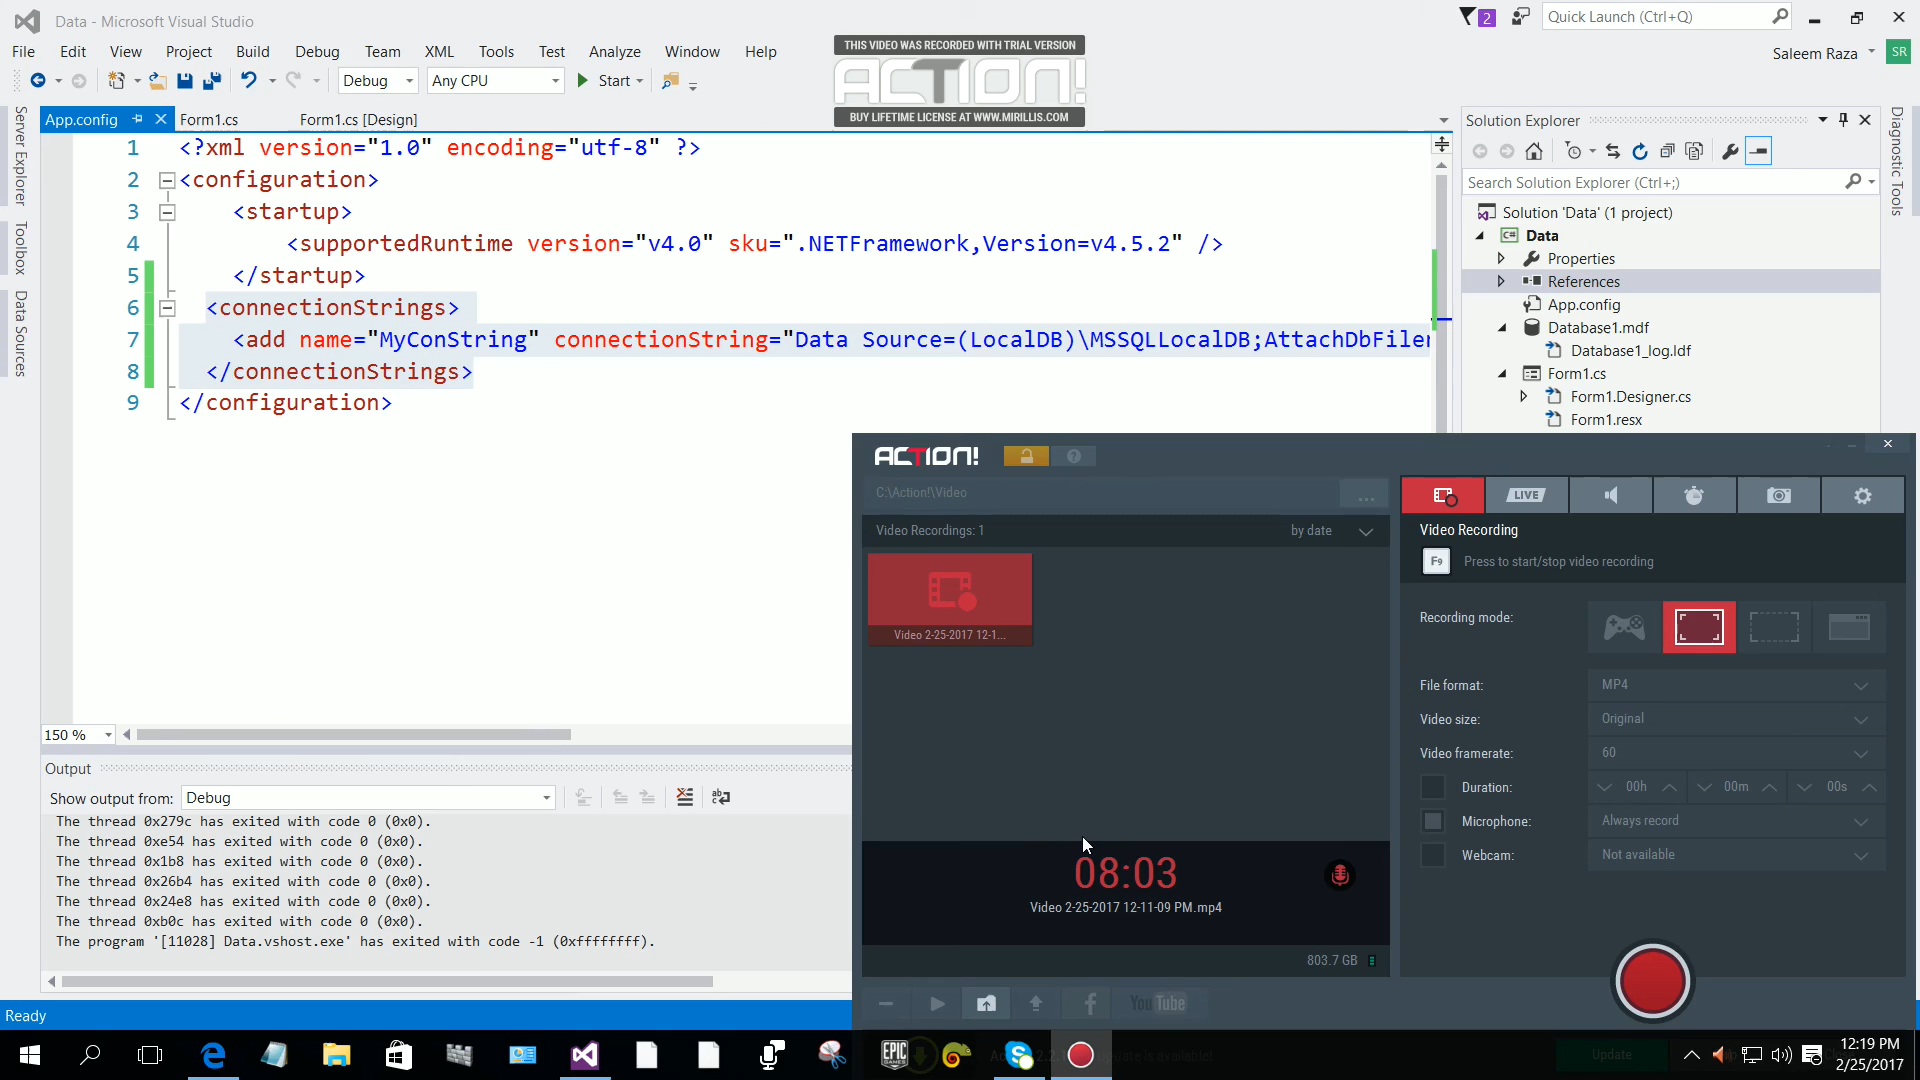 Data - Microsoft Visual Studio
2
Quick Launch (Ctrl+Q)
File Edit View Project Build Debug Team XML Tools Test Analyze Window Help
Saleem Raza
SR
Debug
Any CPU
Start
THIS VIDEO WAS RECORDED WITH TRIAL VERSION
ACTION!
BUY LIFETIME LICENSE AT WWW.MIRILLIS.COM
Server Explorer
Toolbox
Data Sources
App.config
Form1.cs
Form1.cs [Design]
1 <?xml version="1.0" encoding="utf-8" ?>
2 <configuration>
3 <startup>
4 <supportedRuntime version="v4.0" sku=".NETFramework,Version=v4.5.2" />
5 </startup>
6 <connectionStrings>
7 <add name="MyConString" connectionString="Data Source=(LocalDB)\MSSQLLocalDB;AttachDbFilen
8 </connectionStrings>
9 </configuration>
150 %
Solution Explorer
Search Solution Explorer (Ctrl+;)
Solution 'Data' (1 project)
C# Data
Properties
References
App.config
Database1.mdf
Database1_log.ldf
Form1.cs
Form1.Designer.cs
Form1.resx
Diagnostic Tools
Output
Show output from: Debug
The thread 0x279c has exited with code 0 (0x0).
The thread 0xe54 has exited with code 0 (0x0).
The thread 0x1b8 has exited with code 0 (0x0).
The thread 0x26b4 has exited with code 0 (0x0).
The thread 0x24e8 has exited with code 0 (0x0).
The thread 0xb0c has exited with code 0 (0x0).
The program '[11028] Data.vshost.exe' has exited with code -1 (0xffffffff).
Ready
ACTION!
?
C:\Action!\Video
...
Video Recordings: 1
by date
Video 2-25-2017 12-1...
08:03
Video 2-25-2017 12-11-09 PM.mp4
803.7 GB
YouTube
LIVE
Video Recording
F9 Press to start/stop video recording
Recording mode:
File format: MP4
Video size: Original
Video framerate: 60
Duration: 00h 00m 00s
Microphone: Always record
Webcam: Not available
EPIC GAMES
is available!
Update
12:19 PM
2/25/2017